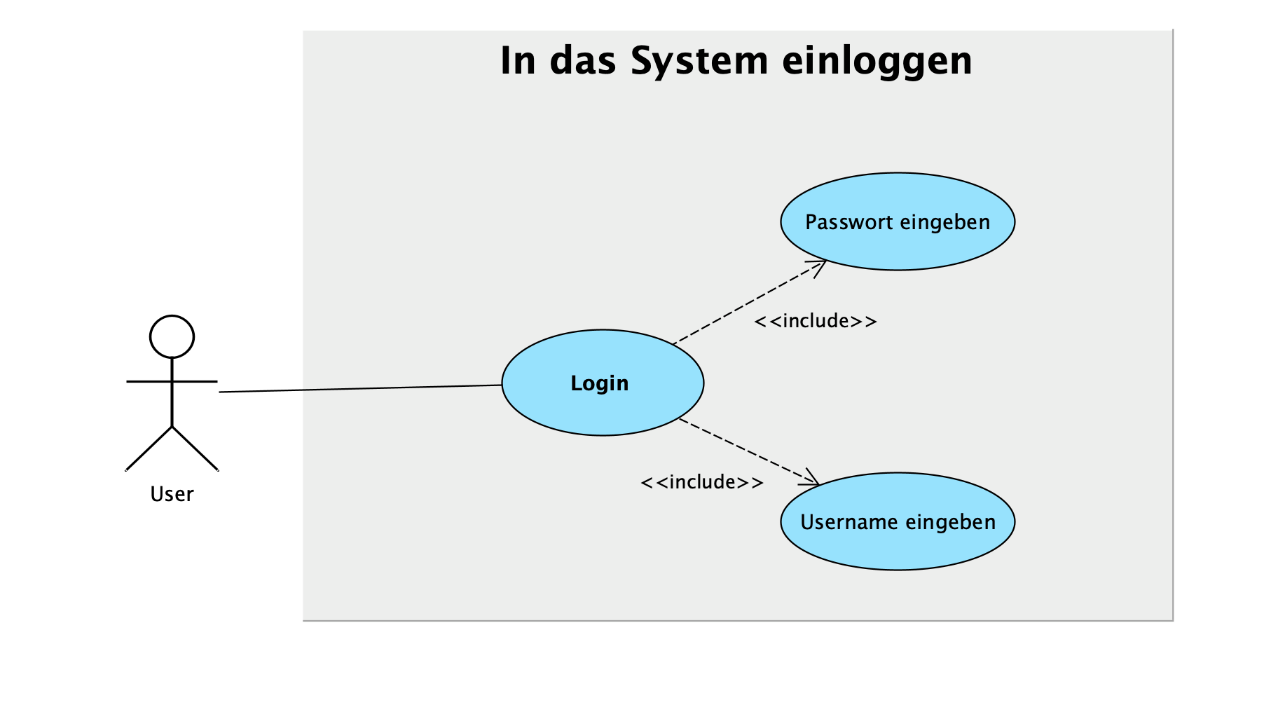 In das System einloggen
Passwort eingeben
<<include>>
Login
<<include>>
User
Username eingeben